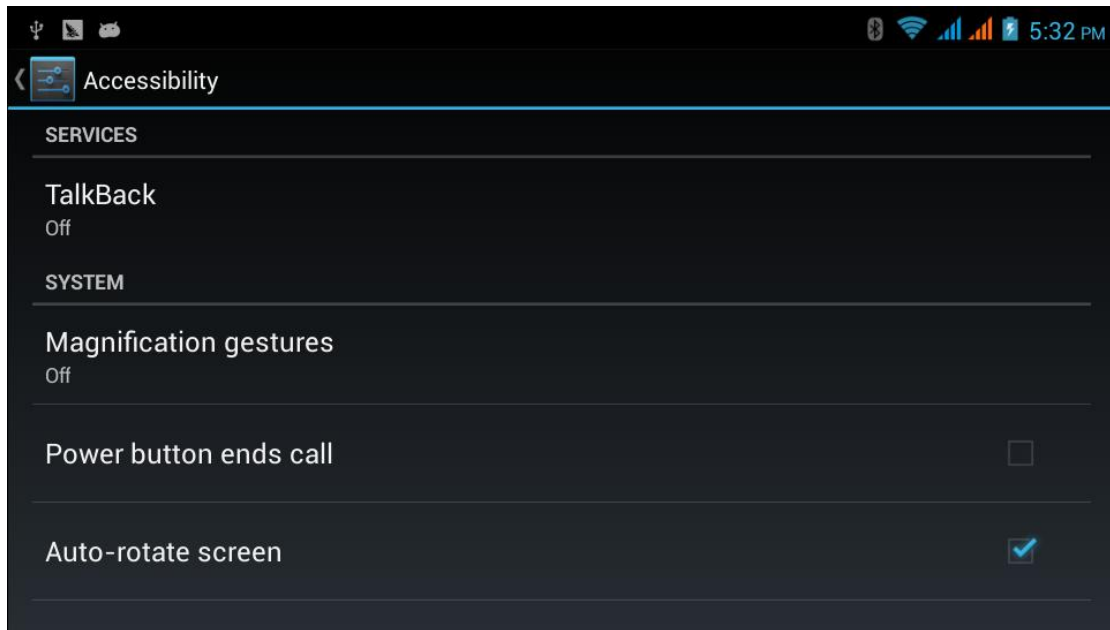 5:32 PM
Accessibility
SERVICES
TalkBack
Off
SYSTEM
Magnification gestures
Off
Power button ends call
Auto-rotate screen